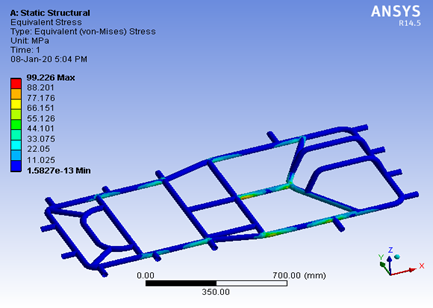 A: Static Structural
Equivalent Stress
Type: Equivalent (von-Mises) Stress
Unit: MPa
Time: 1
08-Jan-20 5:04 PM
ANSYS
R14.5
99.226 Max
88.201
77.176
66.151
55.126
44.101
33.075
22.05
11.025
1.5827e-13 Min
0.00
350.00
700.00 (mm)
Z
Y
X